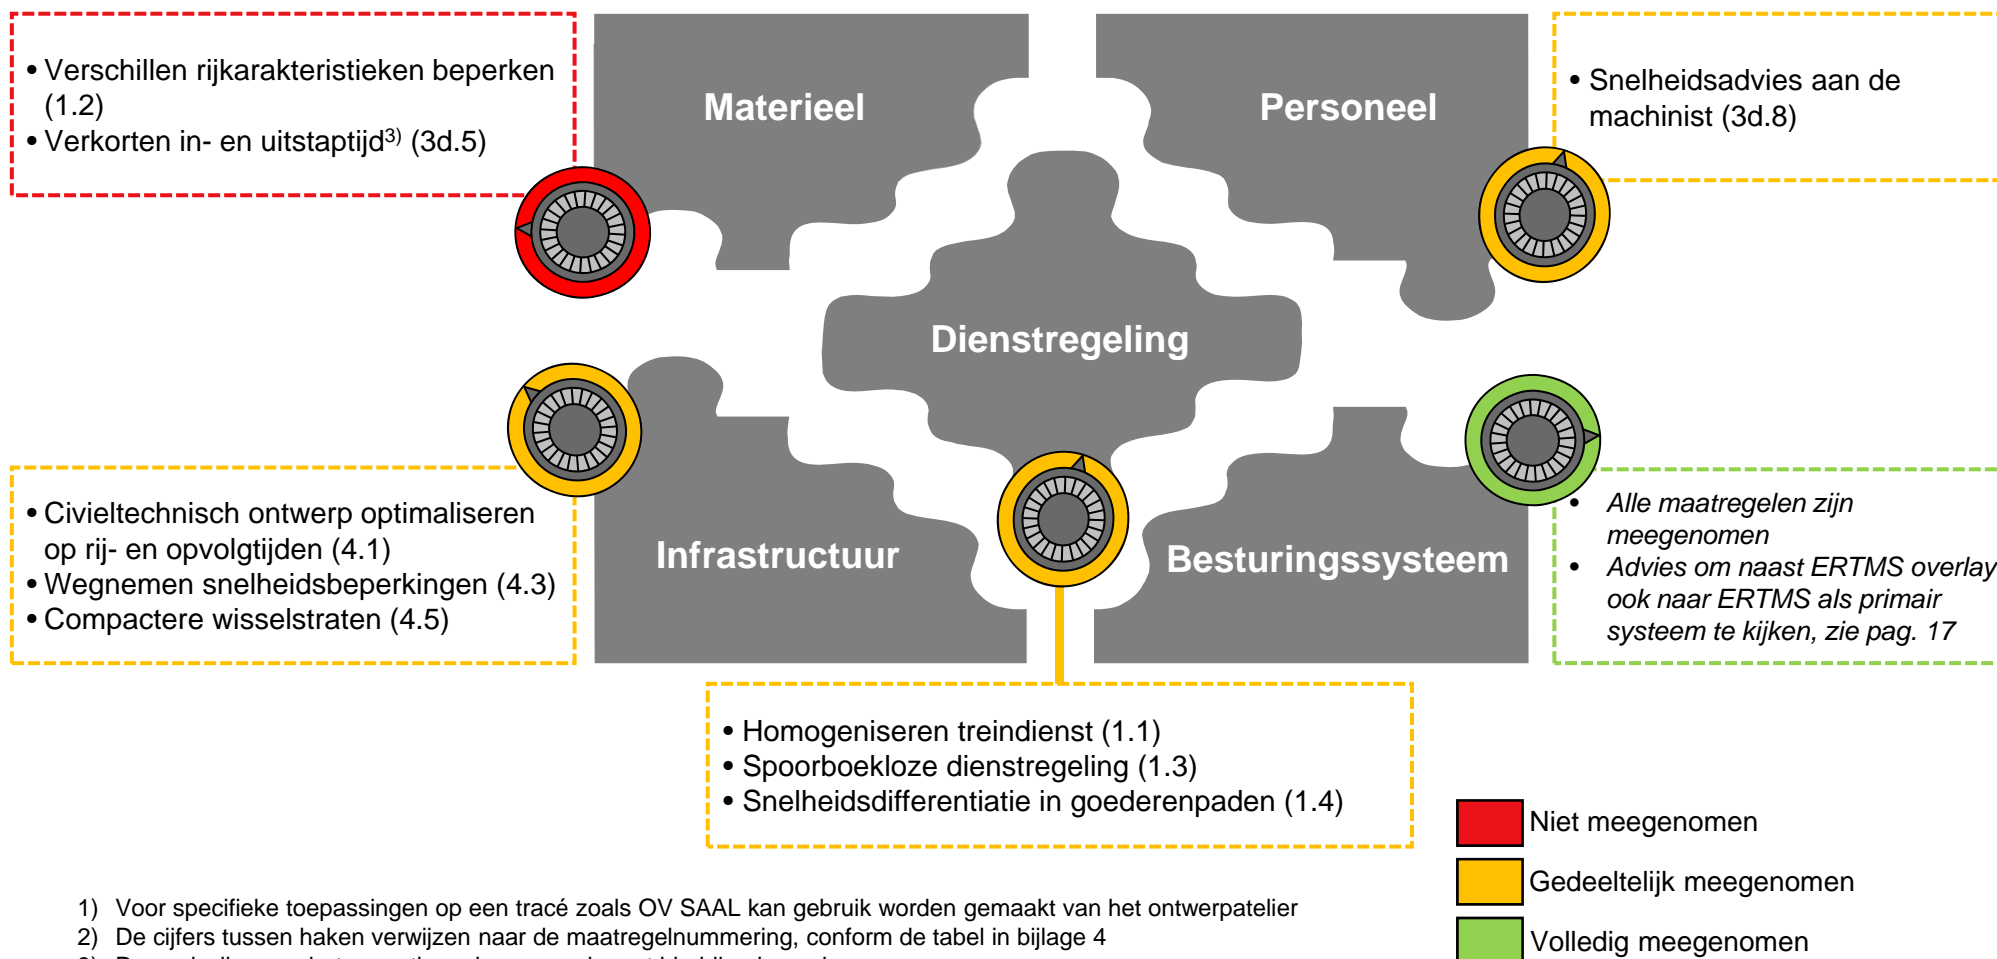 • Verschillen rijkarakteristieken beperken
(1.2)
• Verkorten in- en uitstaptijd3) (3d.5)
Materieel
Personeel
• Snelheidsadvies aan de
machinist (3d.8)
Dienstregeling
• Civieltechnisch ontwerp optimaliseren
op rij- en opvolgtijden (4.1)
• Wegnemen snelheidsbeperkingen (4.3)
• Compactere wisselstraten (4.5)
Infrastructuur
Besturingssysteem
• Alle maatregelen zijn
meegenomen
• Advies om naast ERTMS overlay
ook naar ERTMS als primair
systeem te kijken, zie pag. 17
• Homogeniseren treindienst (1.1)
• Spoorboekloze dienstregeling (1.3)
• Snelheidsdifferentiatie in goederenpaden (1.4)
Niet meegenomen
Gedeeltelijk meegenomen
Volledig meegenomen
1) Voor specifieke toepassingen op een tracé zoals OV SAAL kan gebruik worden gemaakt van het ontwerpatelier
2) De cijfers tussen haken verwijzen naar de maatregelnummering, conform de tabel in bijlage 4